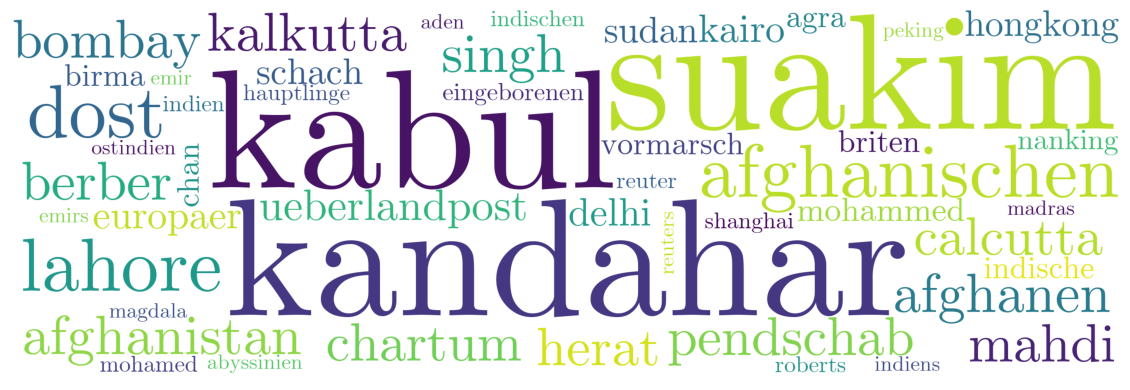 bombay
kalkutta
aden
indischen
sudan
kairo
agra
peking
hongkong
birma
emir
schach
singh
suakim
dost
indien
hauptlinge
eingeborenen
kabul
ostindien
vormarsch
briten
nanking
berber
chan
reuter
afghanischen
emirs
europaer
ueberlandpost
delhi
reuters
shanghai
mohammed
madras
lahore
kandahar
calcutta
indische
afghanen
magdala
afghanistan
chartum
herat
pendschab
mahdi
mohamed
abyssinien
roberts
indiens